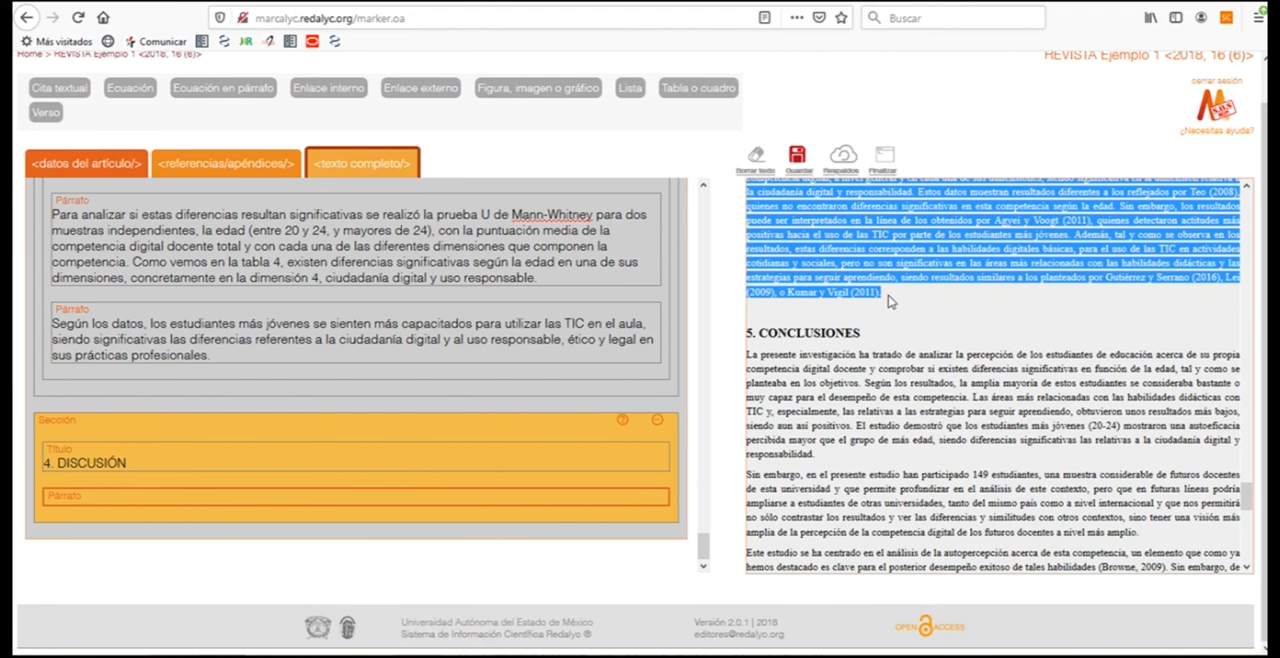 marcalyc.redalyc.org/marker.oa
Buscar
Más visitados
Comunicar
JIR
SC
Home > REVISTA Ejemplo 1 <2018, 16 (6)>
REVISTA Ejemplo 1 <2018, 16 (6)>
cerrar sesión
S.O.S
¿Necesitas ayuda?
Cita textual
Ecuación
Ecuación en párrafo
Enlace interno
Enlace externo
Figura, imagen o gráfico
Lista
Tabla o cuadro
Verso
<datos del artículo/>
<referencias/apéndices/>
<texto completo/>
Borrar texto
Guardar
Respaldos
Finalizar
Párrafo
Para analizar si estas diferencias resultan significativas se realizó la prueba U de Mann-Whitney para dos
muestras independientes, la edad (entre 20 y 24, y mayores de 24), con la puntuación media de la
competencia digital docente total y con cada una de las diferentes dimensiones que componen la
competencia. Como vemos en la tabla 4, existen diferencias significativas según la edad en una de sus
dimensiones, concretamente en la dimensión 4, ciudadanía digital y uso responsable.
Párrafo
Según los datos, los estudiantes más jóvenes se sienten más capacitados para utilizar las TIC en el aula,
siendo significativas las diferencias referentes a la ciudadanía digital y al uso responsable, ético y legal en
sus prácticas profesionales.
Sección
Título
4. DISCUSIÓN
Párrafo
la ciudadanía digital y responsabilidad. Estos datos muestran resultados diferentes a los reflejados por Teo (2008),
quienes no encontraron diferencias significativas en esta competencia según la edad. Sin embargo, los resultados
puede ser interpretados en la línea de los obtenidos por Agyei y Voogt (2011), quienes detectaron actitudes más
positivas hacia el uso de las TIC por parte de los estudiantes más jóvenes. Además, tal y como se observa en los
resultados, estas diferencias corresponden a las habilidades digitales básicas, para el uso de las TIC en actividades
cotidianas y sociales, pero no son significativas en las áreas más relacionadas con las habilidades didácticas y las
estrategias para seguir aprendiendo, siendo resultados similares a los planteados por Gutiérrez y Serrano (2016), Lei
(2009), o Kumar y Vigil (2011).
5. CONCLUSIONES
La presente investigación ha tratado de analizar la percepción de los estudiantes de educación acerca de su propia
competencia digital docente y comprobar si existen diferencias significativas en función de la edad, tal y como se
planteaba en los objetivos. Según los resultados, la amplia mayoría de estos estudiantes se consideraba bastante o
muy capaz para el desempeño de esta competencia. Las áreas más relacionadas con las habilidades didácticas con
TIC y, especialmente, las relativas a las estrategias para seguir aprendiendo, obtuvieron unos resultados más bajos,
siendo aun así positivos. El estudio demostró que los estudiantes más jóvenes (20-24) mostraron una autoeficacia
percibida mayor que el grupo de más edad, siendo diferencias significativas las relativas a la ciudadanía digital y
responsabilidad.
Sin embargo, en el presente estudio han participado 149 estudiantes, una muestra considerable de futuros docentes
de esta universidad y que permite profundizar en el análisis de este contexto, pero que en futuras líneas podría
ampliarse a estudiantes de otras universidades, tanto del mismo país como a nivel internacional y que nos permitirá
no sólo contrastar los resultados y ver las diferencias y similitudes con otros contextos, sino tener una visión más
amplia de la percepción de la competencia digital de los futuros docentes a nivel más amplio.
Este estudio se ha centrado en el análisis de la autopercepción acerca de esta competencia, un elemento que como ya
hemos destacado es clave para el posterior desempeño exitoso de tales habilidades (Browne, 2009). Sin embargo, de
Universidad Autónoma del Estado de México
Sistema de Información Científica Redalyc ®
Versión 2.0.1 | 2018
editores@redalyc.org
OPEN ACCESS